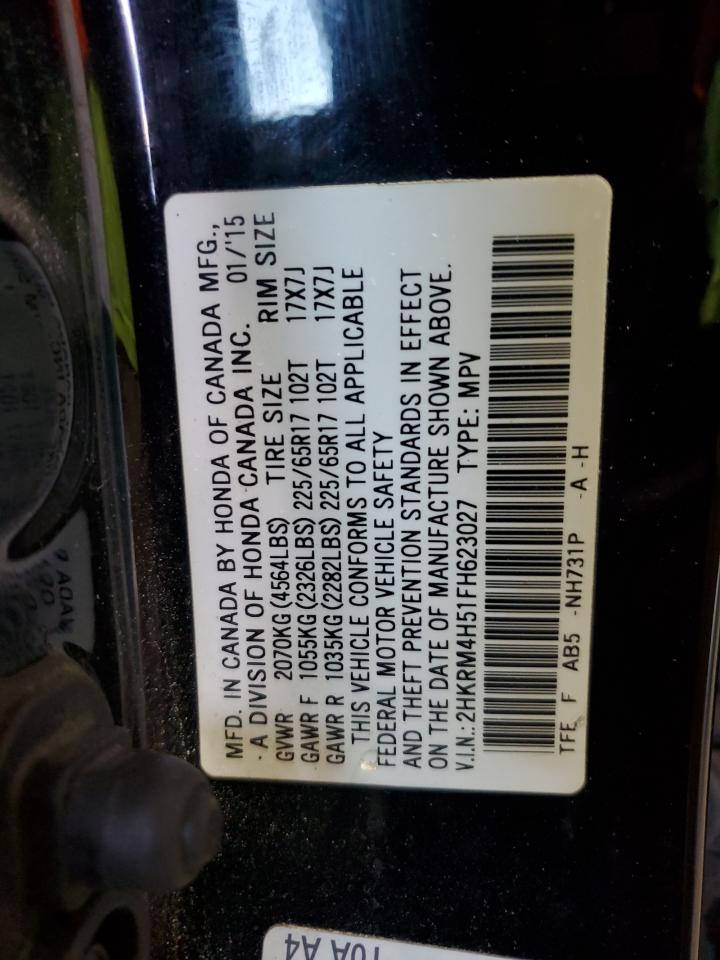 MFD. IN CANADA BY HONDA OF CANADA MFG.,
A DIVISION OF HONDA CANADA INC. 01/'15
GVWR 2070KG(4564LBS) TIRE SIZE RIM SIZE
GAWR F 1055KG(2326LBS) 225/65R17 102T 17X7J
GAWR R 1035KG(2282LBS) 225/65R17 102T 17X7J
THIS VEHICLE CONFORMS TO ALL APPLICABLE
FEDERAL MOTOR VEHICLE SAFETY
AND THEFT PREVENTION STANDARDS IN EFFECT
ON THE DATE OF MANUFACTURE SHOWN ABOVE.
V.I.N.:2HKRM4H51FH623027 TYPE: MPV
TFE F AB5 -NH731P -A -H
T0A A4